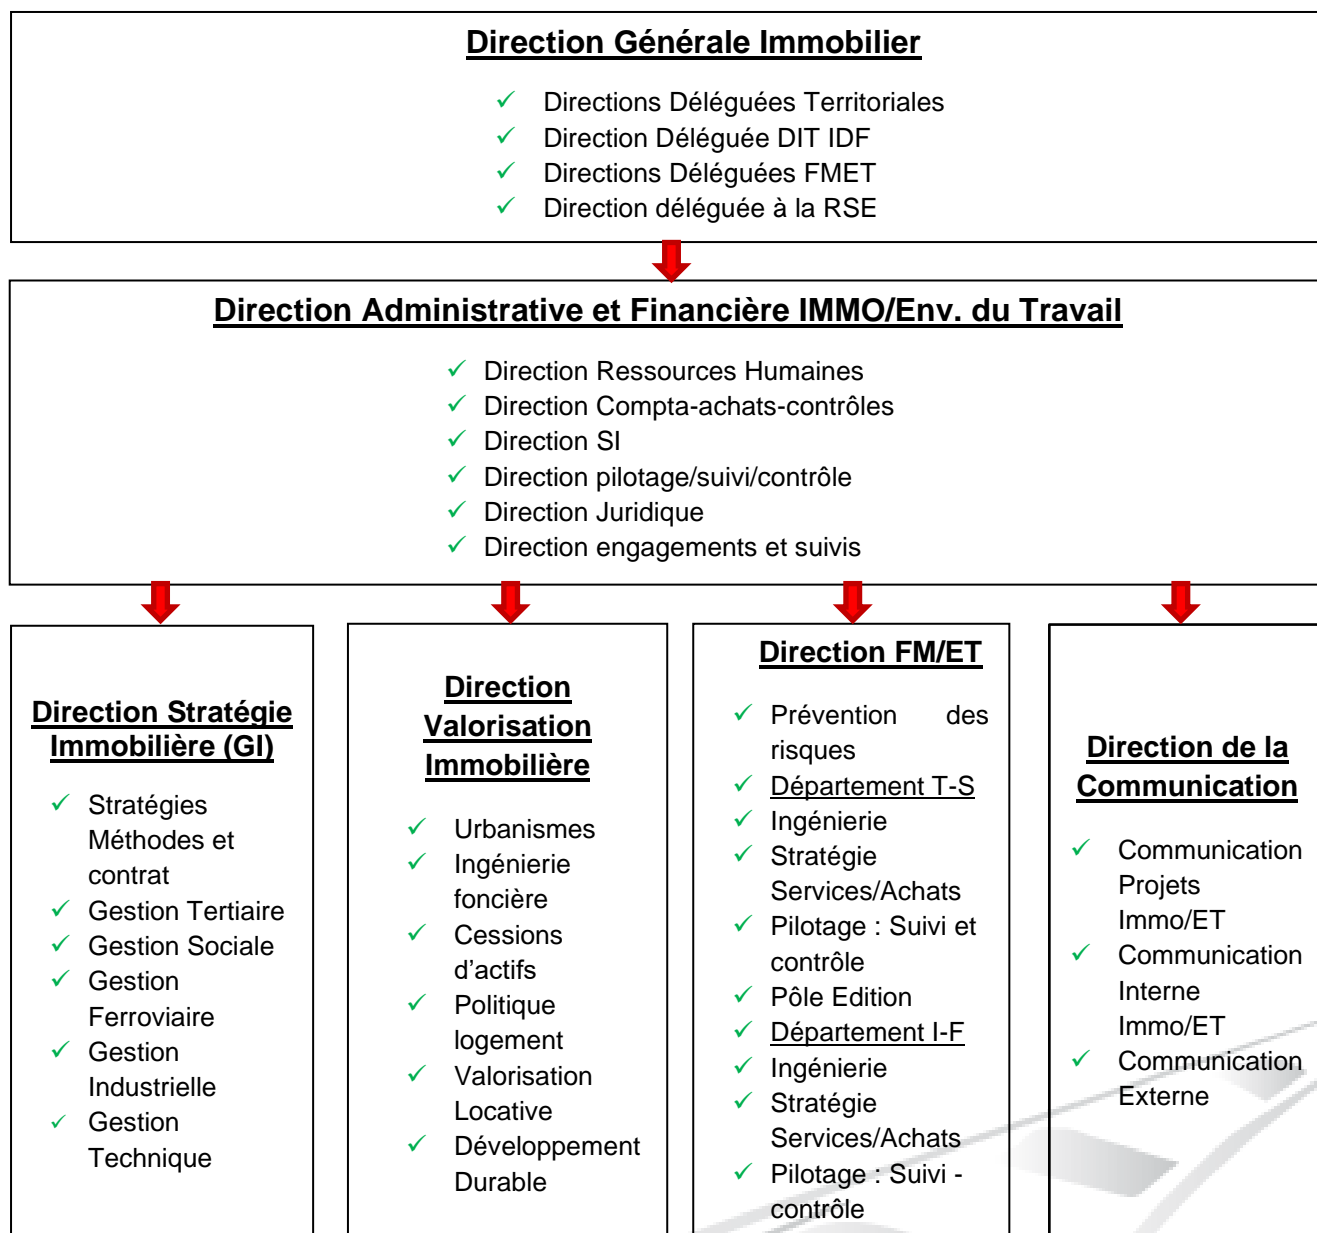 Direction Générale Immobilier
✓ Directions Déléguées Territoriales
✓ Direction Déléguée DIT IDF
✓ Directions Déléguées FMET
✓ Direction déléguée à la RSE
Direction Administrative et Financière IMMO/Env. du Travail
✓ Direction Ressources Humaines
✓ Direction Compta-achats-contrôles
✓ Direction SI
✓ Direction pilotage/suivi/contrôle
✓ Direction Juridique
✓ Direction engagements et suivis
Direction Stratégie
Immobilière (GI)
✓ Stratégies
Méthodes et
contrat
✓ Gestion Tertiaire
✓ Gestion Sociale
✓ Gestion
Ferroviaire
✓ Gestion
Industrielle
✓ Gestion
Technique
Direction
Valorisation
Immobilière
✓ Urbanismes
✓ Ingénierie
foncière
✓ Cessions
d'actifs
✓ Politique
logement
✓ Valorisation
Locative
✓ Développement
Durable
Direction FM/ET
✓ Prévention des
risques
✓ Département T-S
✓ Ingénierie
✓ Stratégie
Services/Achats
✓ Pilotage : Suivi et
contrôle
✓ Pôle Edition
✓ Département I-F
✓ Ingénierie
✓ Stratégie
Services/Achats
✓ Pilotage : Suivi -
contrôle
Direction de la
Communication
✓ Communication
Projets
Immo/ET
✓ Communication
Interne
Immo/ET
✓ Communication
Externe